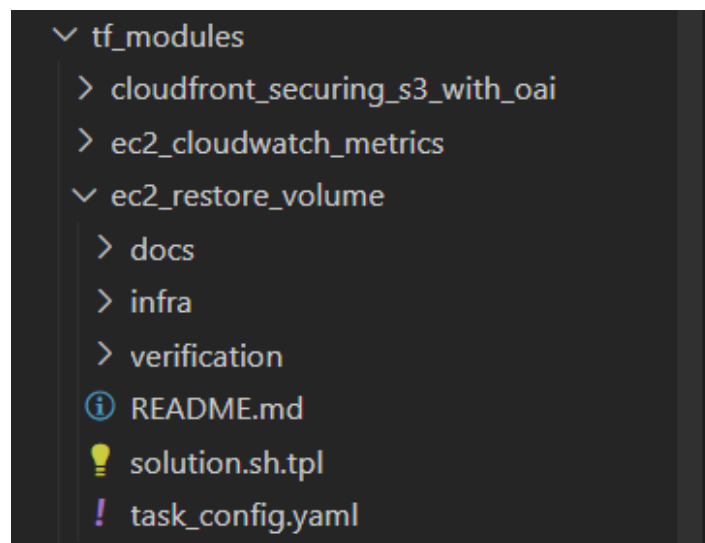 tf_modules
cloudfront_securing_s3_with_oai
ec2_cloudwatch_metrics
ec2_restore_volume
docs
infra
verification
README.md
solution.sh.tpl
task_config.yaml